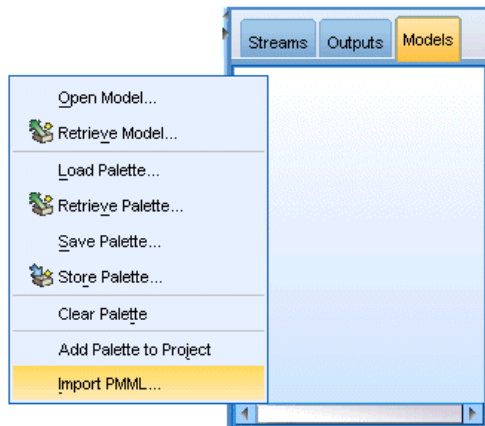 Streams Outputs Models
Open Model...
Retrieve Model...
Load Palette...
Retrieve Palette...
Save Palette...
Store Palette...
Clear Palette
Add Palette to Project
Import PMML...